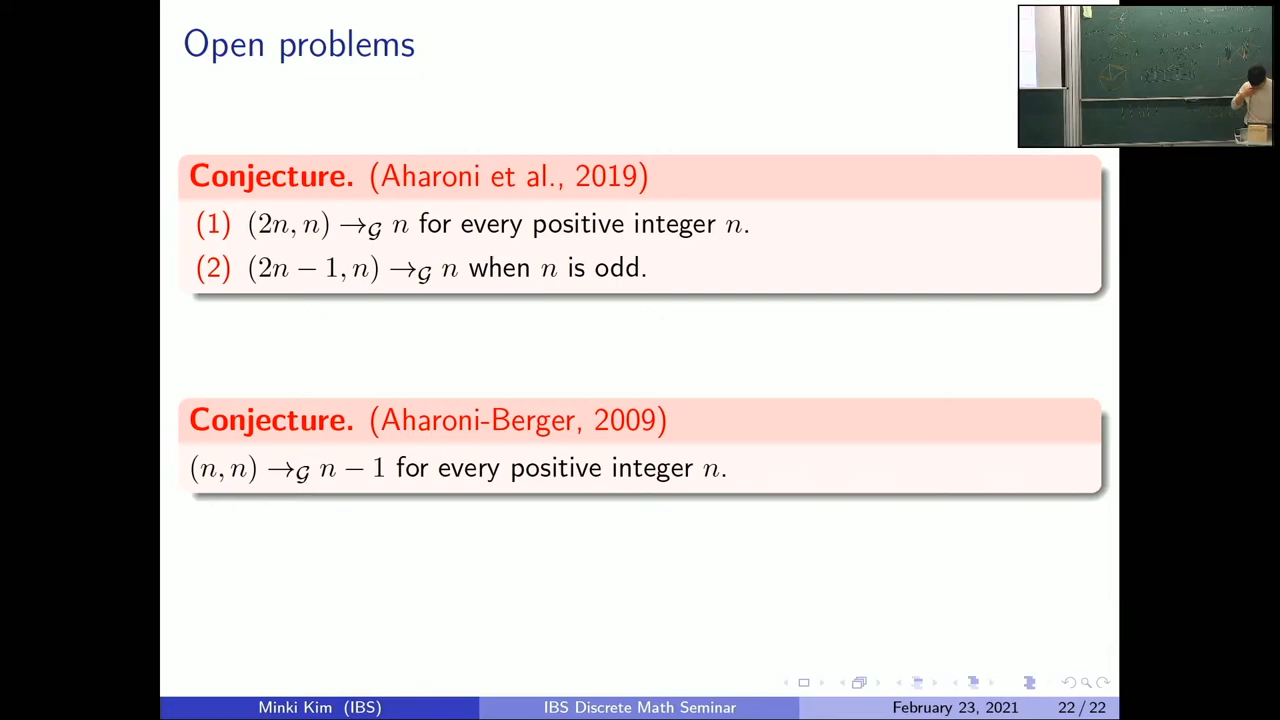 Open problems
Conjecture. (Aharoni et al., 2019)
(1) (2n, n) →𝒢 n for every positive integer n.
(2) (2n − 1, n) →𝒢 n when n is odd.
Conjecture. (Aharoni-Berger, 2009)
(n, n) →𝒢 n − 1 for every positive integer n.
Minki Kim (IBS)
IBS Discrete Math Seminar
February 23, 2021
22 / 22